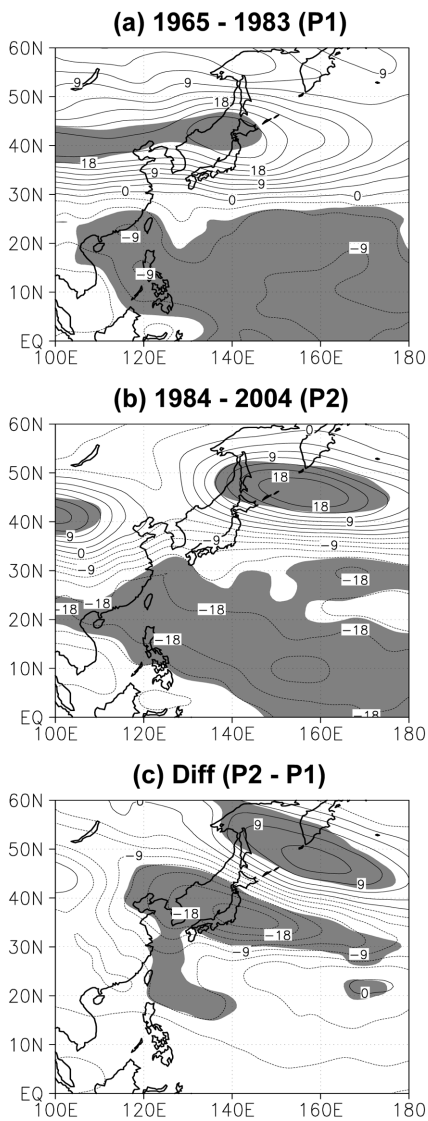 (a) 1965 - 1983 (P1)
60N
9
9
50N
18
40N
18
9
18
9
30N
0
0
20N
-9
-9
-9
10N
EQ
100E 120E 140E 160E 180
(b) 1984 - 2004 (P2)
60N
0
9
50N
18
18
40N
9
9
-9
-9
0
30N
-9
-18
-18
-18
-18
20N
-18
-18
10N
EQ
-18
100E 120E 140E 160E 180
(c) Diff (P2 - P1)
60N
0
9
50N
-9
9
40N
-18
-18
30N
-9
-9
20N
0
10N
EQ
100E 120E 140E 160E 180